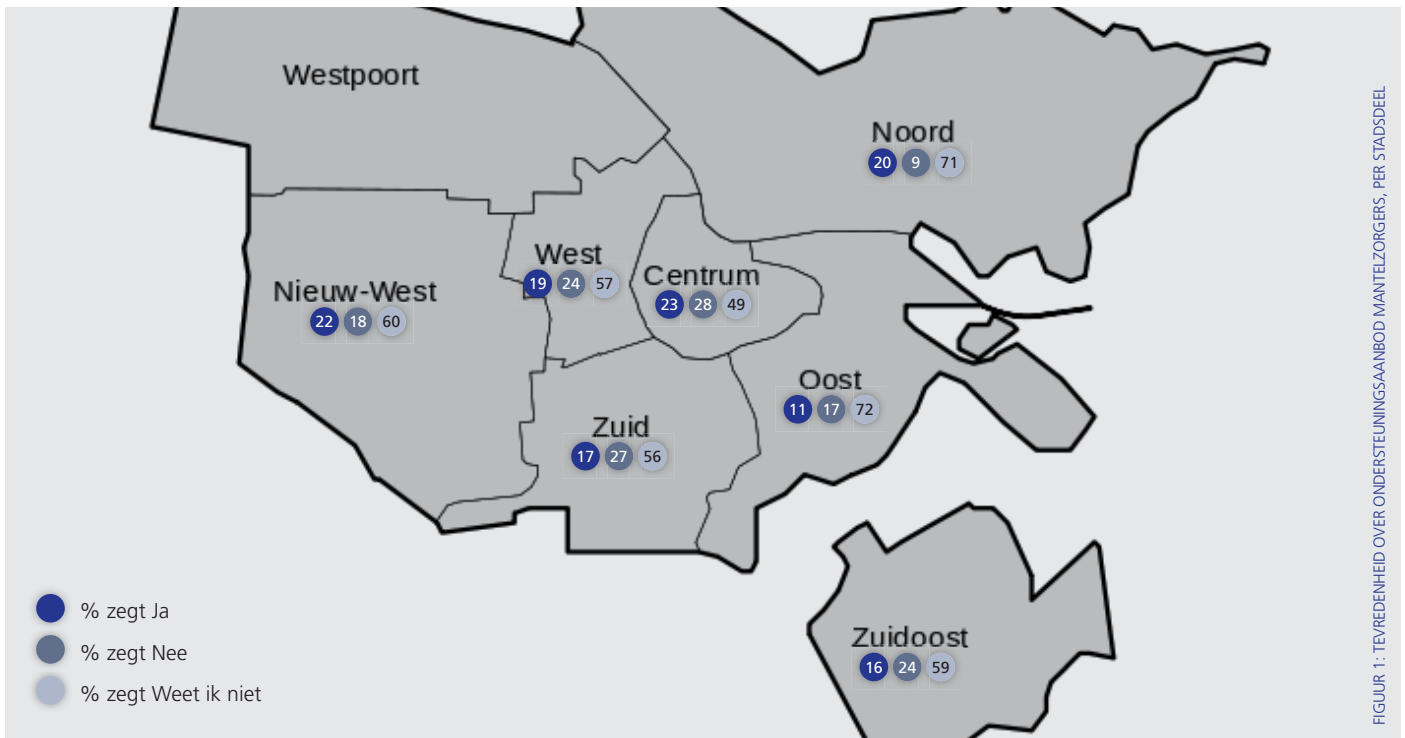 Westpoort
Noord
20 9 71
West
19 24 57
Centrum
23 28 49
Nieuw-West
22 18 60
Oost
11 17 72
Zuid
17 27 56
Zuidoost
16 24 59
% zegt Ja
% zegt Nee
% zegt Weet ik niet
FIGUUR 1: TEVREDENHEID OVER ONDERSTEUNINGSAANBOD MANTELZORGERS, PER STADSDEEL